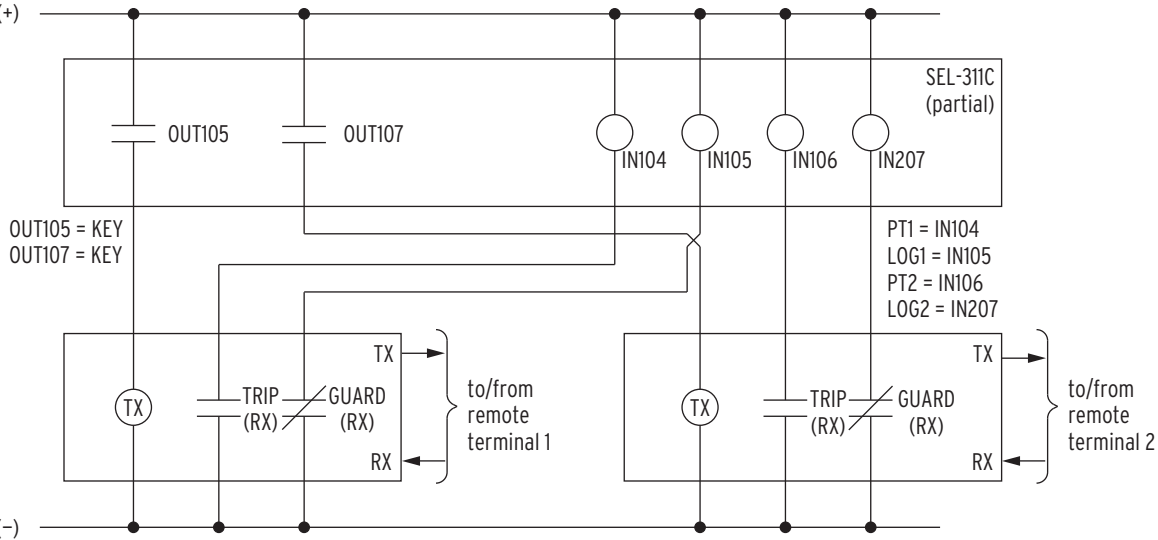 (+)
SEL-311C
(partial)
OUT105
OUT107
IN104
IN105
IN106
IN207
OUT105 = KEY
OUT107 = KEY
PT1 = IN104
LOG1 = IN105
PT2 = IN106
LOG2 = IN207
TX
TX
TRIP
(RX)
GUARD
(RX)
RX
to/from
remote
terminal 1
TX
TX
TRIP
(RX)
GUARD
(RX)
RX
to/from
remote
terminal 2
(–)